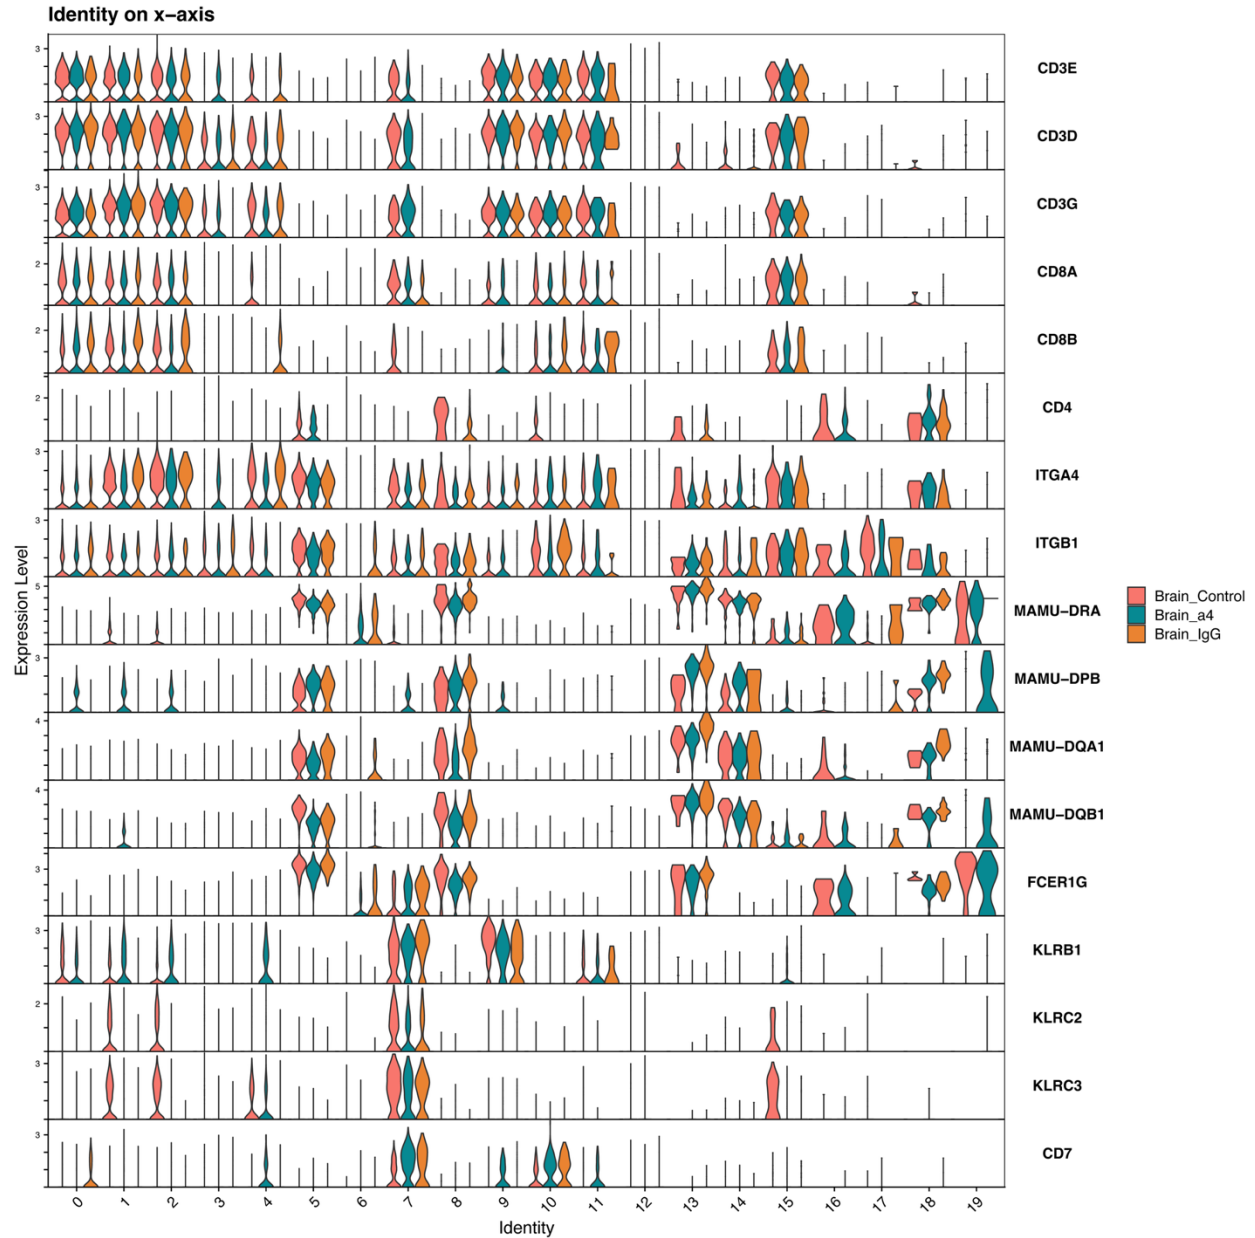 Identity on x−axis
3
CD3E
3
CD3D
3
CD3G
2
CD8A
2
CD8B
2
CD4
3
ITGA4
3
ITGB1
5
MAMU−DRA
3
MAMU−DPB
4
MAMU−DQA1
4
MAMU−DQB1
3
FCER1G
3
KLRB1
2
KLRC2
3
KLRC3
3
CD7
Expression Level
Brain_Control
Brain_a4
Brain_IgG
0 1 2 3 4 5 6 7 8 9 10 11 12 13 14 15 16 17 18 19
Identity